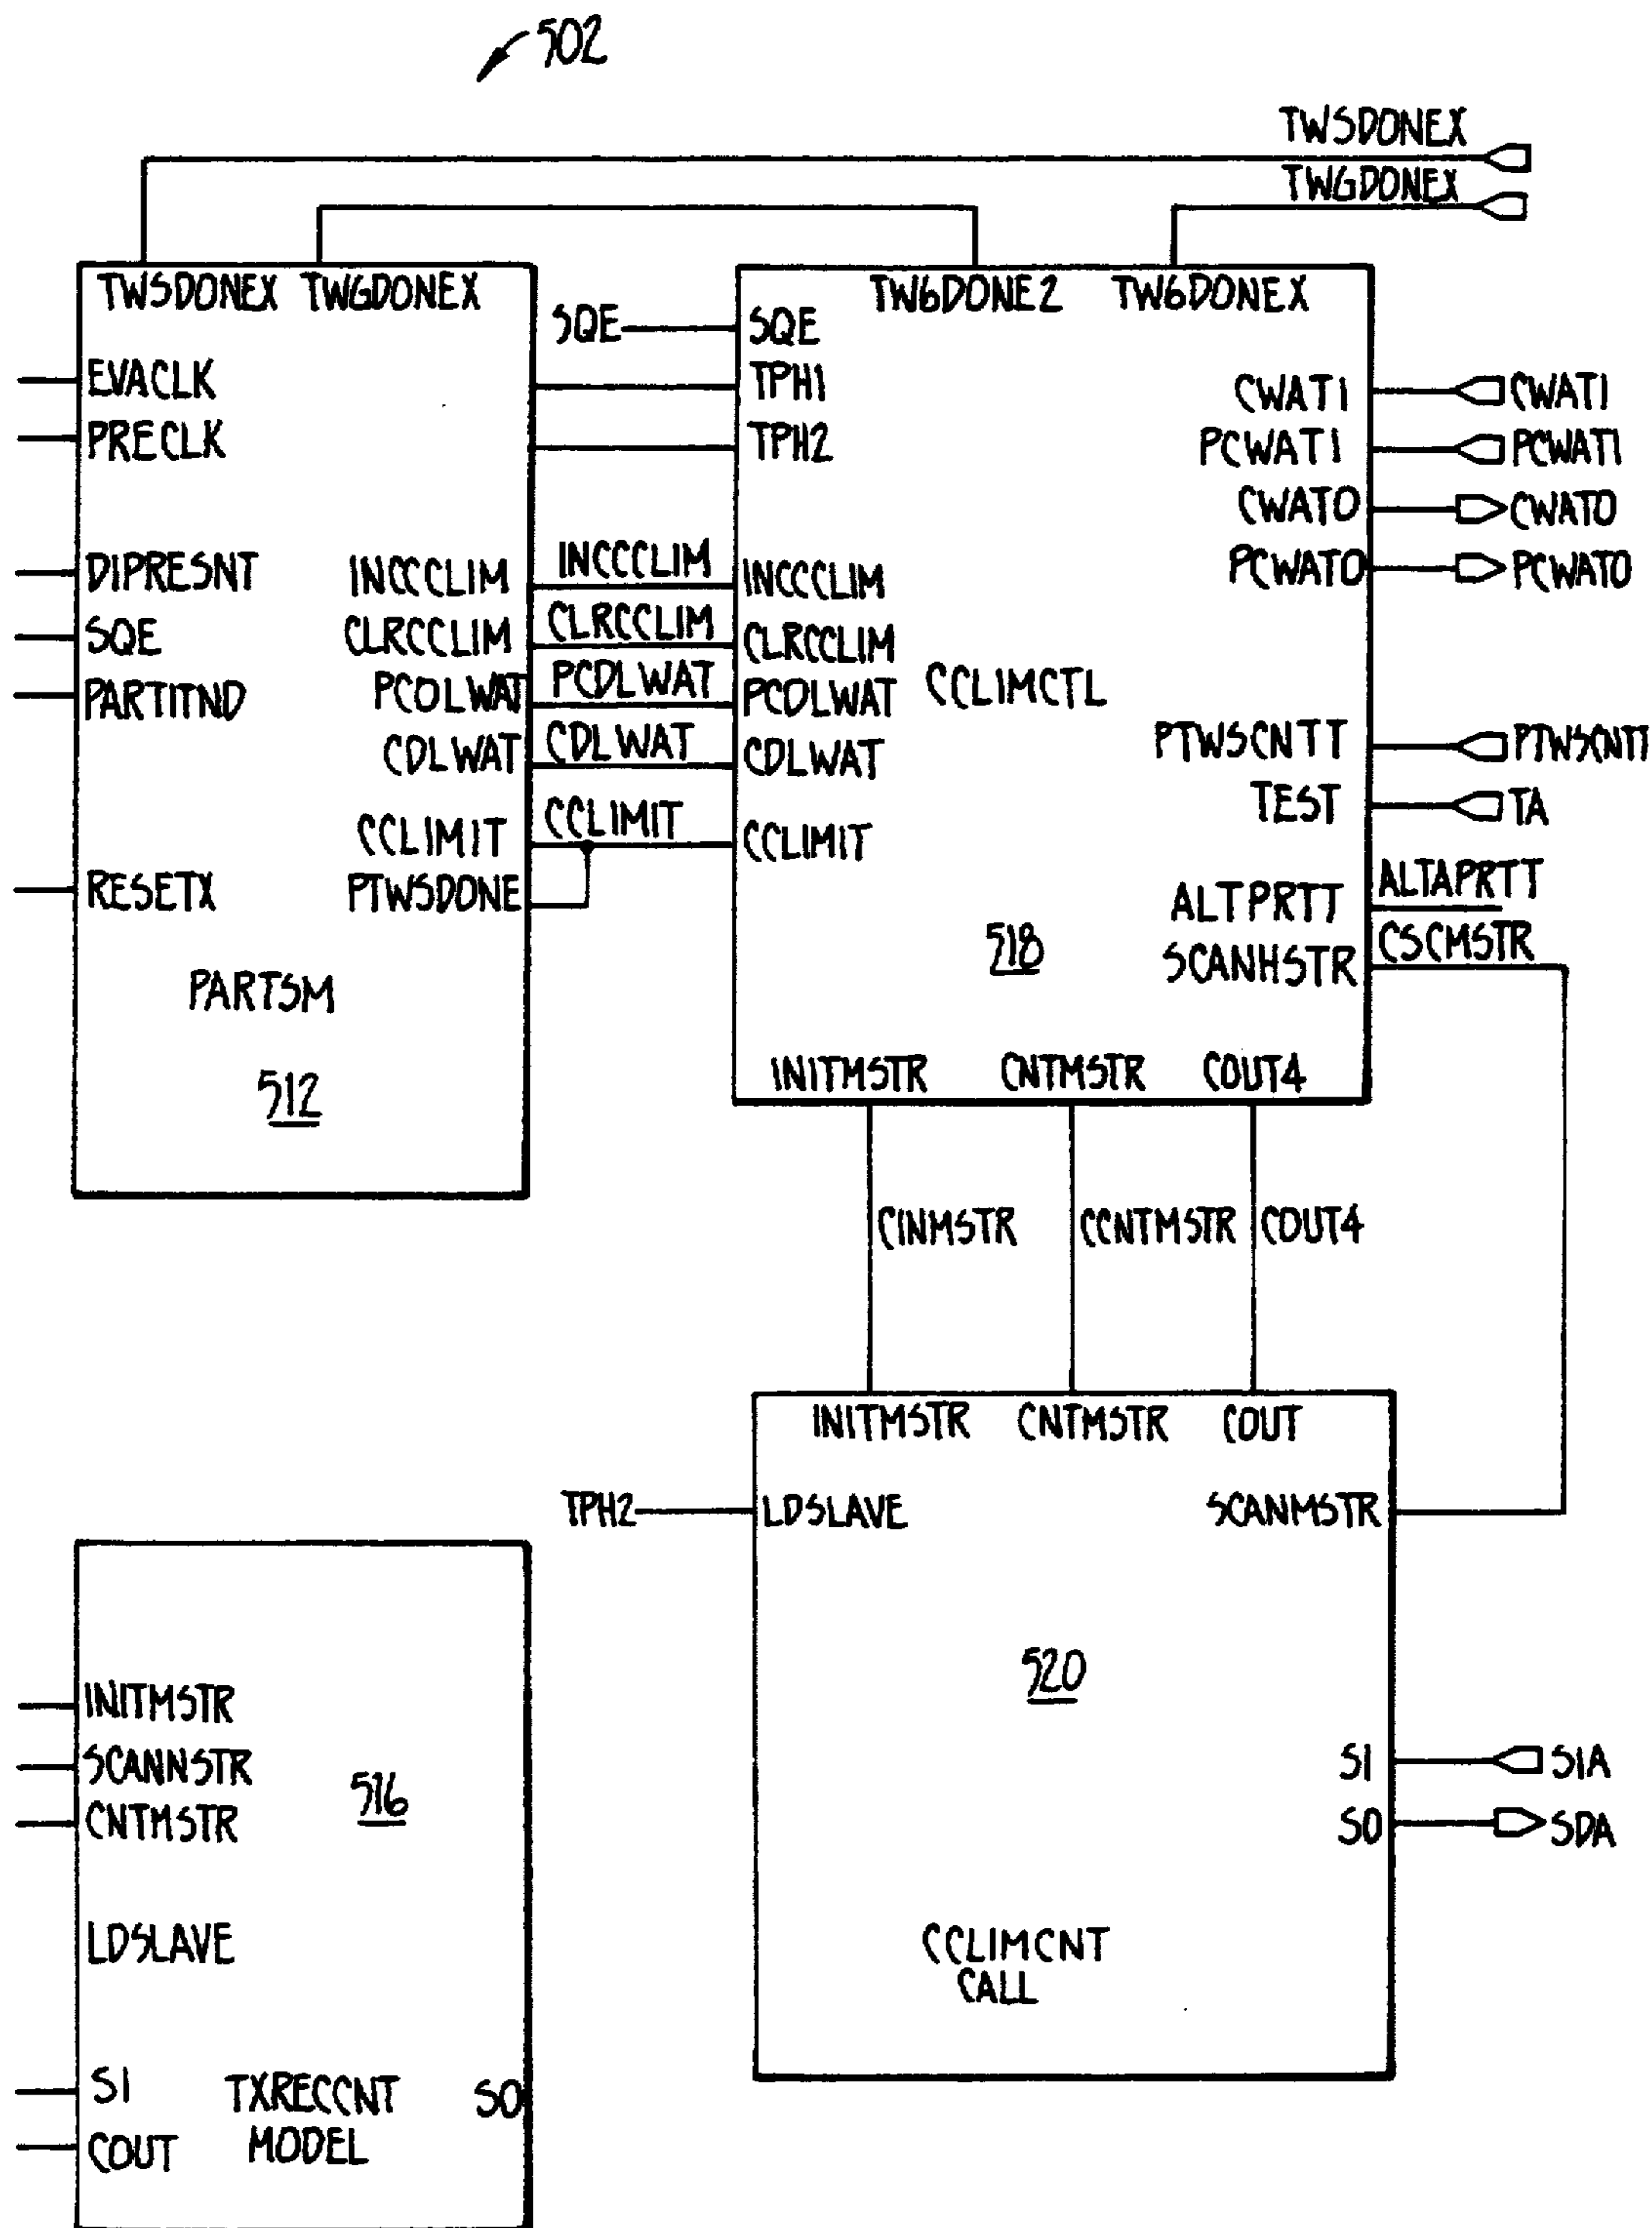 502
TWSDONEX
TWGDONEX
TWSDONEX TWGDONEX
EVACLK
PRECLK
DIPRESNT
SQE
PARTITND
RESETX
INCCCLIM
CLRCCLIM
PCOLWAT
CDLWAT
CCLIMIT
PTWSDONE
PARTSM
512
SQE
INCCCLIM
CLRCCLIM
PCDLWAT
CDLWAT
CCLIMIT
TW6DONE2 TW6DONEX
SQE
TPH1
TPH2
INCCCLIM
CLRCCLIM
PCOLWAT
CDLWAT
CCLIMIT
CCLIMCTL
518
CWATI
PCWATI
CWATO
PCWATO
PTWSCNTT
TEST
ALTPRTT
SCANHSTR
INITMSTR CNTMSTR COUT4
CWATI
PCWATI
CWATO
PCWATO
PTWSCNTT
TA
ALTAPRTT
CSCMSTR
CINMSTR CCNTMSTR COUT4
INITMSTR CNTMSTR COUT
TPH2
LDSLAVE
SCANMSTR
520
SI
SO
SIA
SDA
CCLIMCNT
CALL
INITMSTR
SCANNSTR
CNTMSTR
516
LDSLAVE
SI
COUT
TXRECCNT
MODEL
SO